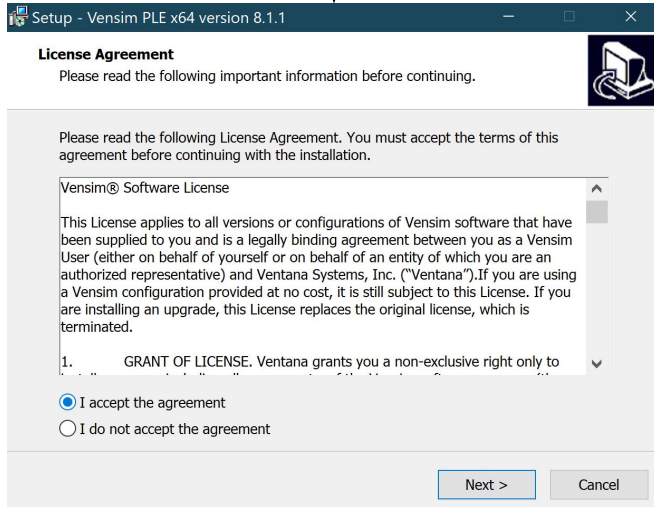 Setup - Vensim PLE x64 version 8.1.1
License Agreement
Please read the following important information before continuing.
Please read the following License Agreement. You must accept the terms of this
agreement before continuing with the installation.
Vensim® Software License
This License applies to all versions or configurations of Vensim software that have
been supplied to you and is a legally binding agreement between you as a Vensim
User (either on behalf of yourself or on behalf of an entity of which you are an
authorized representative) and Ventana Systems, Inc. (“Ventana”).If you are using
a Vensim configuration provided at no cost, it is still subject to this License. If you
are installing an upgrade, this License replaces the original license, which is
terminated.
1. GRANT OF LICENSE. Ventana grants you a non-exclusive right only to
I accept the agreement
I do not accept the agreement
Next >
Cancel